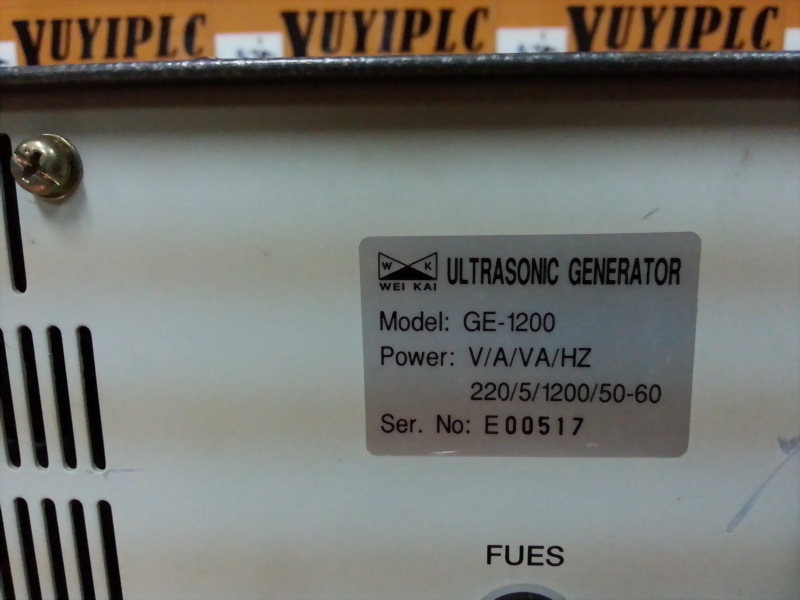 VUYIPLC VUYIPLC VUYIPLC
W K
WEI KAI
ULTRASONIC GENERATOR
Model: GE-1200
Power: V/A/VA/HZ
220/5/1200/50-60
Ser. No: E00517
FUES